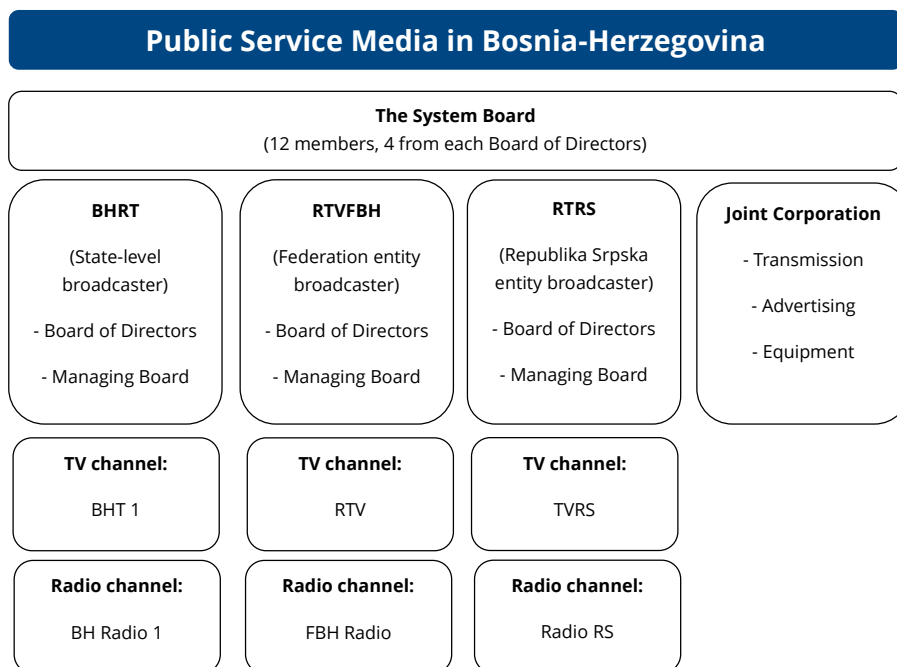 Public Service Media in Bosnia-Herzegovina
The System Board
(12 members, 4 from each Board of Directors)
BHRT
(State-level
broadcaster)
- Board of Directors
- Managing Board
RTVFBH
(Federation entity
broadcaster)
- Board of Directors
- Managing Board
RTRS
(Republika Srpska
entity broadcaster)
- Board of Directors
- Managing Board
Joint Corporation
- Transmission
- Advertising
- Equipment
TV channel:
BHT 1
TV channel:
RTV
TV channel:
TVRS
Radio channel:
BH Radio 1
Radio channel:
FBH Radio
Radio channel:
Radio RS